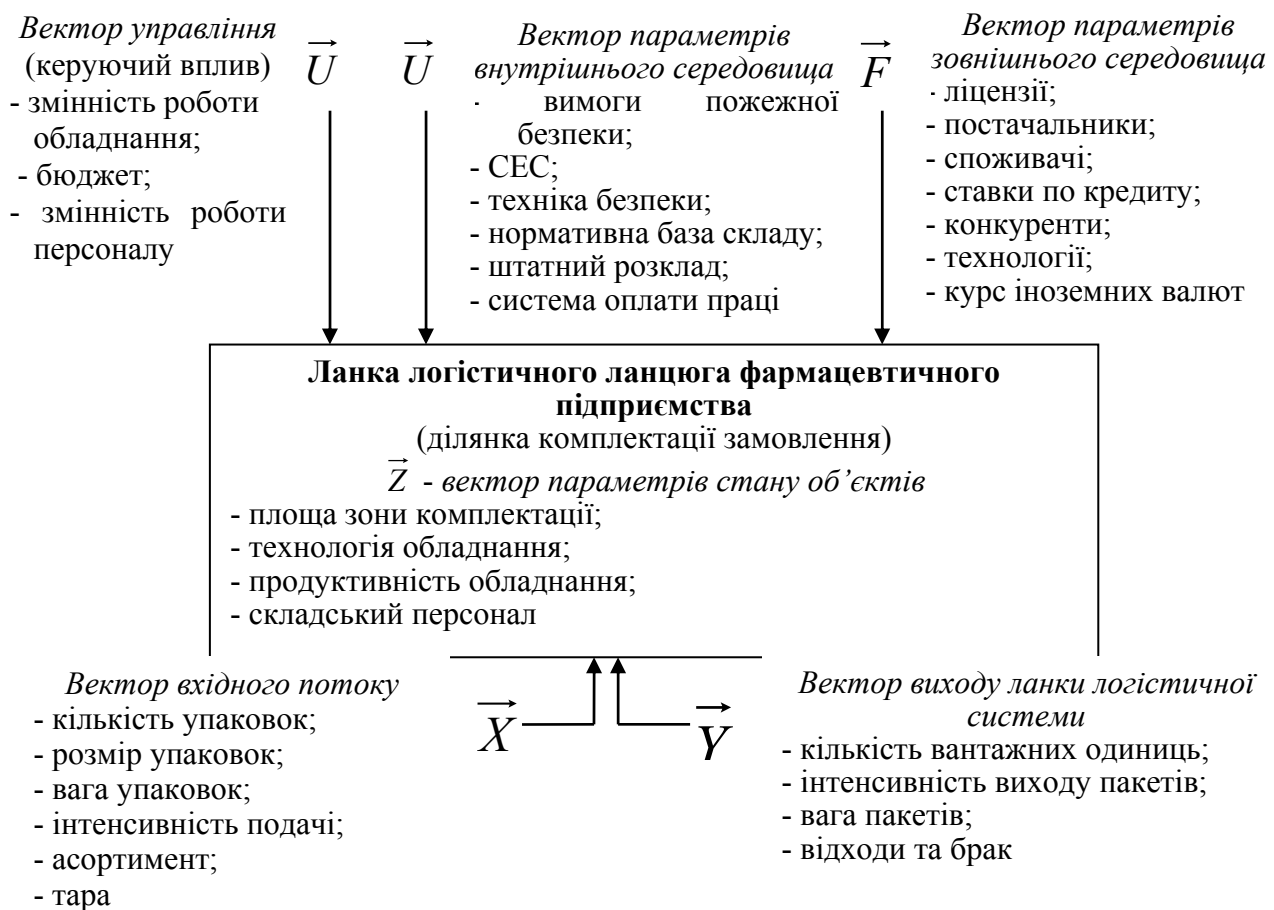 Вектор управління
(керуючий вплив)
- змінність роботи
обладнання;
- бюджет;
- змінність роботи
персоналу
U
U
Вектор параметрів
внутрішнього середовища
- вимоги пожежної
безпеки;
- СЕС;
- техніка безпеки;
- нормативна база складу;
- штатний розклад;
- система оплати праці
F
Вектор параметрів
зовнішнього середовища
- ліцензії;
- постачальники;
- споживачі;
- ставки по кредиту;
- конкуренти;
- технології;
- курс іноземних валют
Ланка логістичного ланцюга фармацевтичного
підприємства
(ділянка комплектації замовлення)
Z - вектор параметрів стану об’єктів
- площа зони комплектації;
- технологія обладнання;
- продуктивність обладнання;
- складський персонал
Вектор вхідного потоку
- кількість упаковок;
- розмір упаковок;
- вага упаковок;
- інтенсивність подачі;
- асортимент;
- тара
X
Y
Вектор виходу ланки логістичної
системи
- кількість вантажних одиниць;
- інтенсивність виходу пакетів;
- вага пакетів;
- відходи та брак